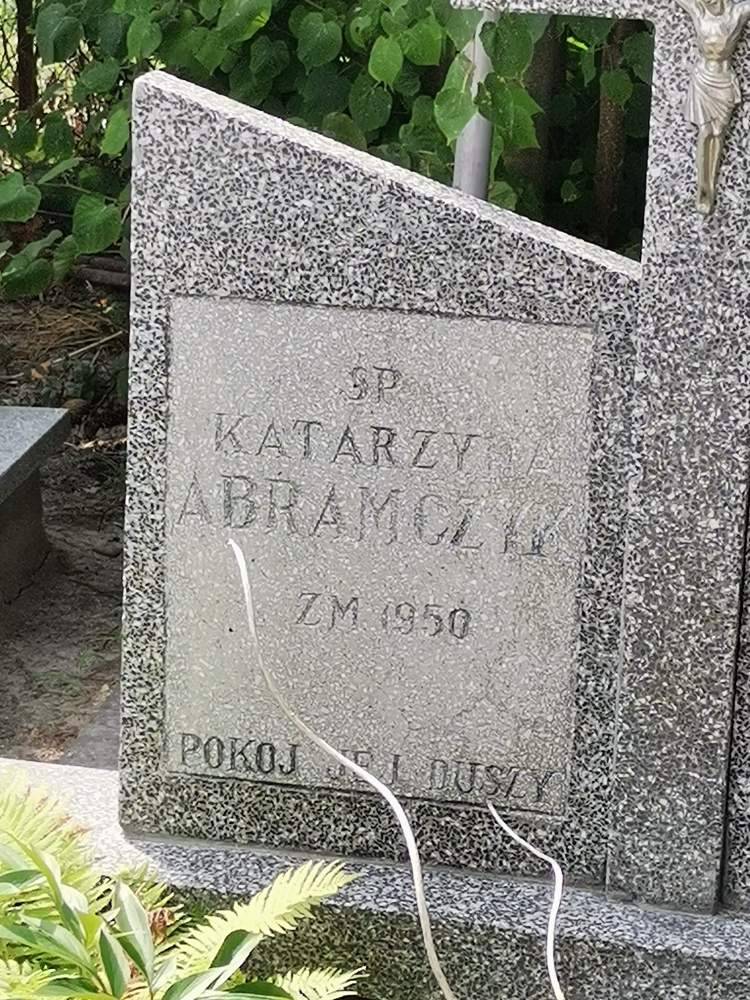 SP
KATARZYNA
ABRAMCZYK
ZM 1950
POKOJ JEJ DUSZY